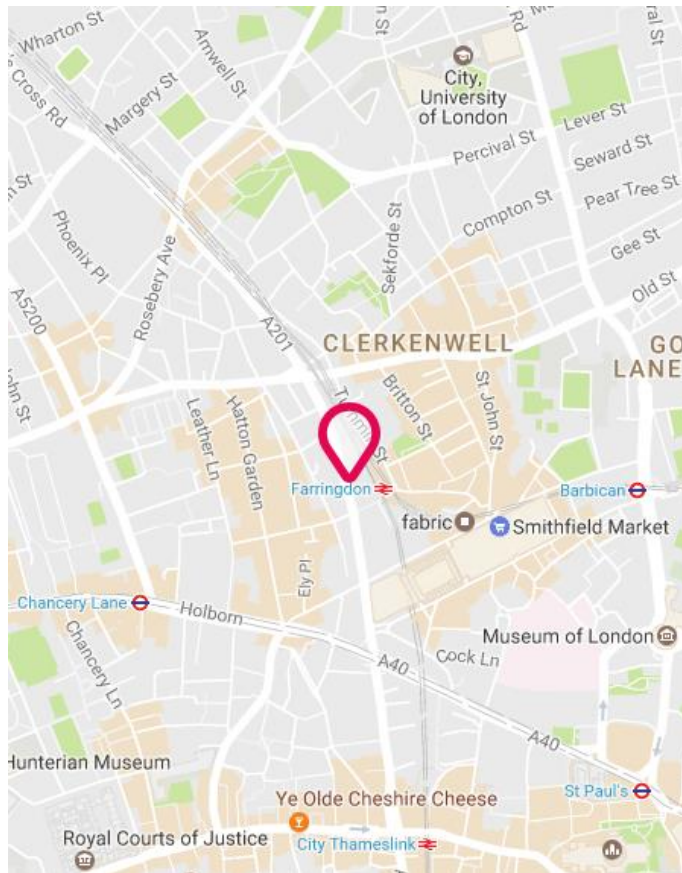 Wharton St
Amwell St
Rd
s Cross Rd
Margery St
City,
University
of London
Lever St
Percival St
Seward St
Pear Tree St
Compton St
Sekforde St
Gee St
Old St
Phoenix Pl
Rosebery Ave
A5200
A201
CLERKENWELL
GO
LANE
St John St
Britton St
Leather Ln
Hatton Garden
Farringdon
Barbican
fabric
Smithfield Market
Ely Pl
Chancery Lane
Holborn
Museum of London
Chancery Ln
Cock Ln
A40
A40
Hunterian Museum
St Paul's
Ye Olde Cheshire Cheese
Royal Courts of Justice
City Thameslink